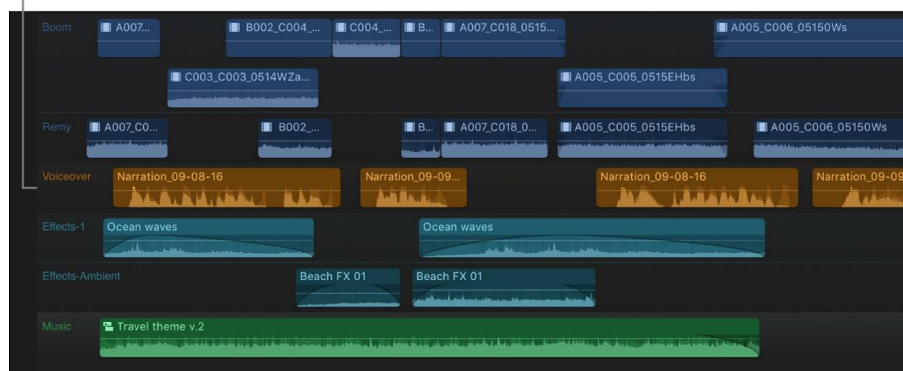 Boom
A007...
B002_C004_...
C004_...
B...
A007_C018_0515...
A005_C006_05150Ws
C003_C003_0514WZa...
A005_C005_0515EHbs
Remy
A007_C0...
B002_...
B...
A007_C018_0...
A005_C005_0515EHbs
A005_C006_05150Ws
Voiceover
Narration_09-08-16
Narration_09-09...
Narration_09-08-16
Narration_09-09
Effects-1
Ocean waves
Ocean waves
Effects-Ambient
Beach FX 01
Beach FX 01
Music
Travel theme v.2